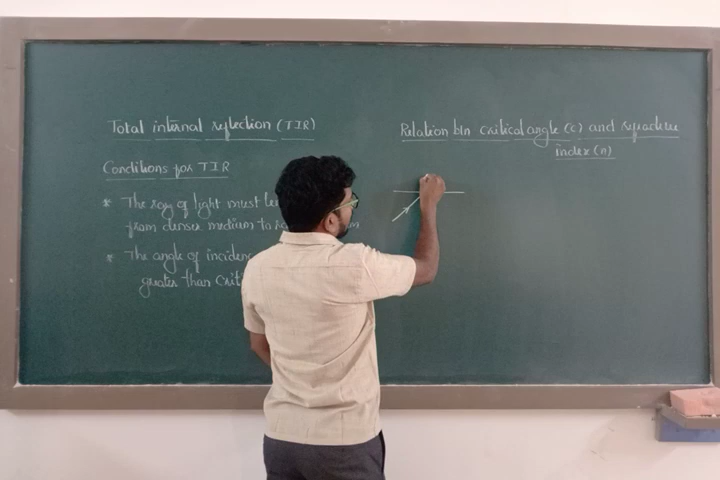 Total internal reflection (TIR)
Conditions for TIR
* The ray of light must
from denser medium to
* The angle of inciden
greater than
Relation b/n critical angle (c) and refractive
index (n)